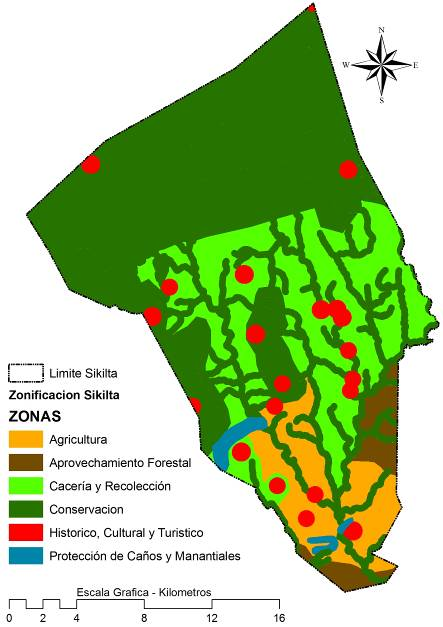 N
W E
S
Limite Sikilta
Zonificacion Sikilta
ZONAS
Agricultura
Aprovechamiento Forestal
Cacería y Recolección
Conservacion
Historico, Cultural y Turistico
Protección de Caños y Manantiales
Escala Grafica - Kilometros
0 2 4 8 12 16